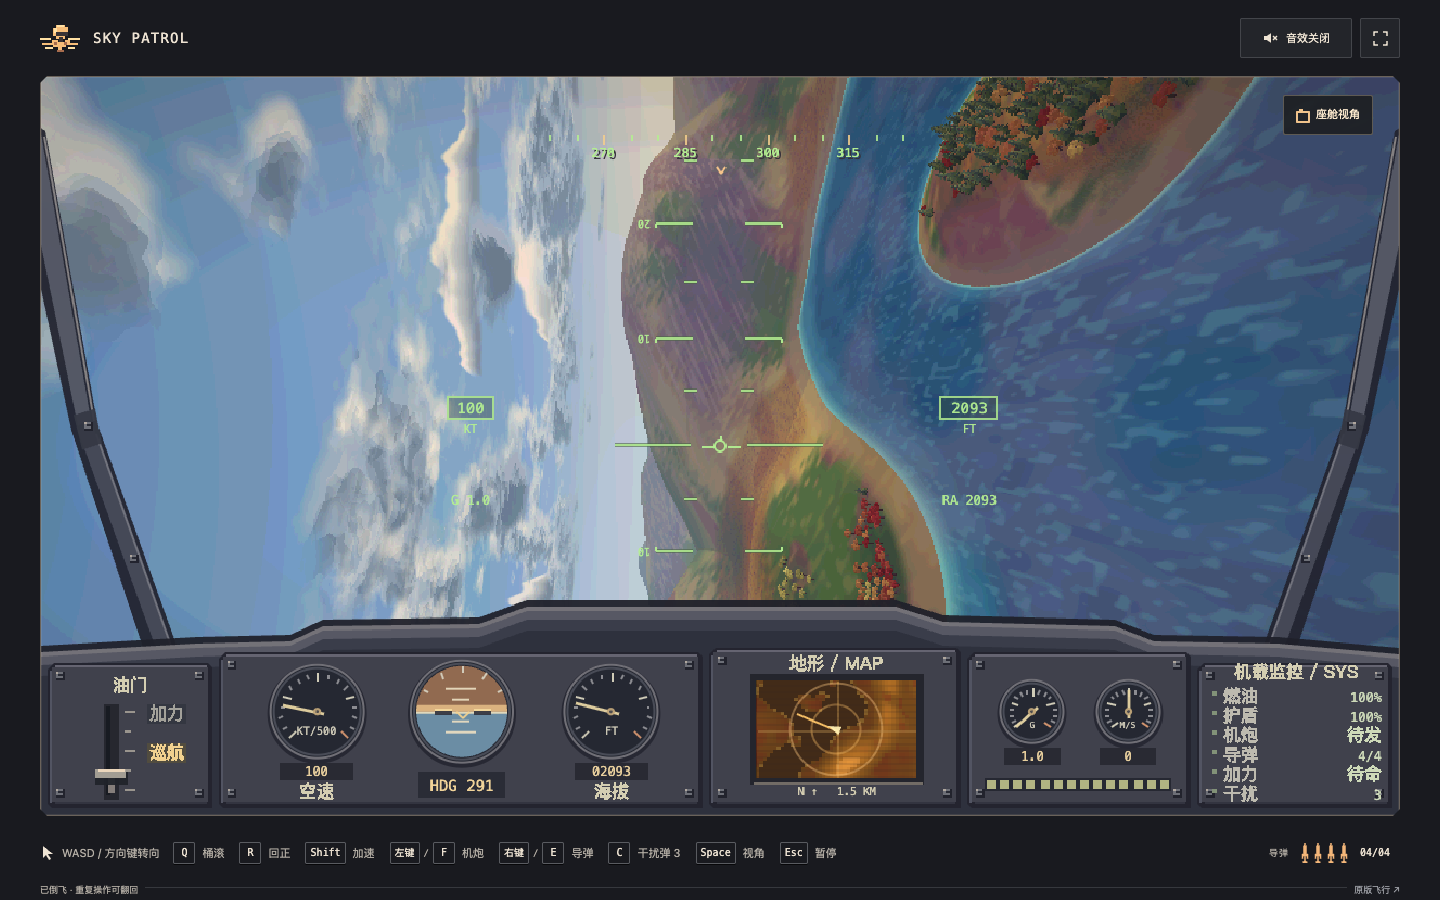 SKY PATROL
音效关闭
座舱视角
270 285 300 315
20
10
100
KT
2093
FT
G 1.0
RA 2093
10
油门
加力
巡航
KT/500
100
空速
HDG 291
FT
02093
海拔
地形 / MAP
N ↑ 1.5 KM
G
1.0
M/S
0
机载监控 / SYS
燃油 100%
护盾 100%
机炮 待发
导弹 4/4
加力 待命
干扰 3
WASD / 方向键转向 Q 桶滚 R 回正 Shift 加速 左键 / F 机炮 右键 / E 导弹 C 干扰弹 3 Space 视角 Esc 暂停
导弹 04/04
已倒飞 · 重复操作可翻回
原版飞行 ↗